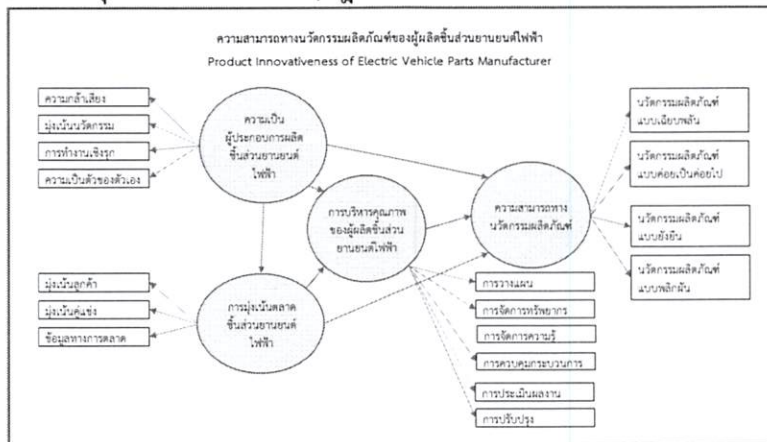 ความสามารถทางนวัตกรรมผลิตภัณฑ์ของผู้ผลิตชิ้นส่วนยานยนต์ไฟฟ้า
Product Innovativeness of Electric Vehicle Parts Manufacturer
ความกล้าเสี่ยง
มุ่งเน้นนวัตกรรม
การทำงานเชิงรุก
ความเป็นตัวของตัวเอง
ความเป็น
ผู้ประกอบการผลิต
ชิ้นส่วนยานยนต์
ไฟฟ้า
การบริหารคุณภาพ
ของผู้ผลิตชิ้นส่วน
ยานยนต์ไฟฟ้า
ความสามารถทาง
นวัตกรรมผลิตภัณฑ์
นวัตกรรมผลิตภัณฑ์
แบบเฉียบพลัน
นวัตกรรมผลิตภัณฑ์
แบบค่อยเป็นค่อยไป
นวัตกรรมผลิตภัณฑ์
แบบยั่งยืน
นวัตกรรมผลิตภัณฑ์
แบบพลิกผัน
มุ่งเน้นลูกค้า
มุ่งเน้นคู่แข่ง
ข้อมูลทางการตลาด
การมุ่งเน้นตลาด
ชิ้นส่วนยานยนต์
ไฟฟ้า
การวางแผน
การจัดการทรัพยากร
การจัดการความรู้
การควบคุมกระบวนการ
การประเมินผลงาน
การปรับปรุง